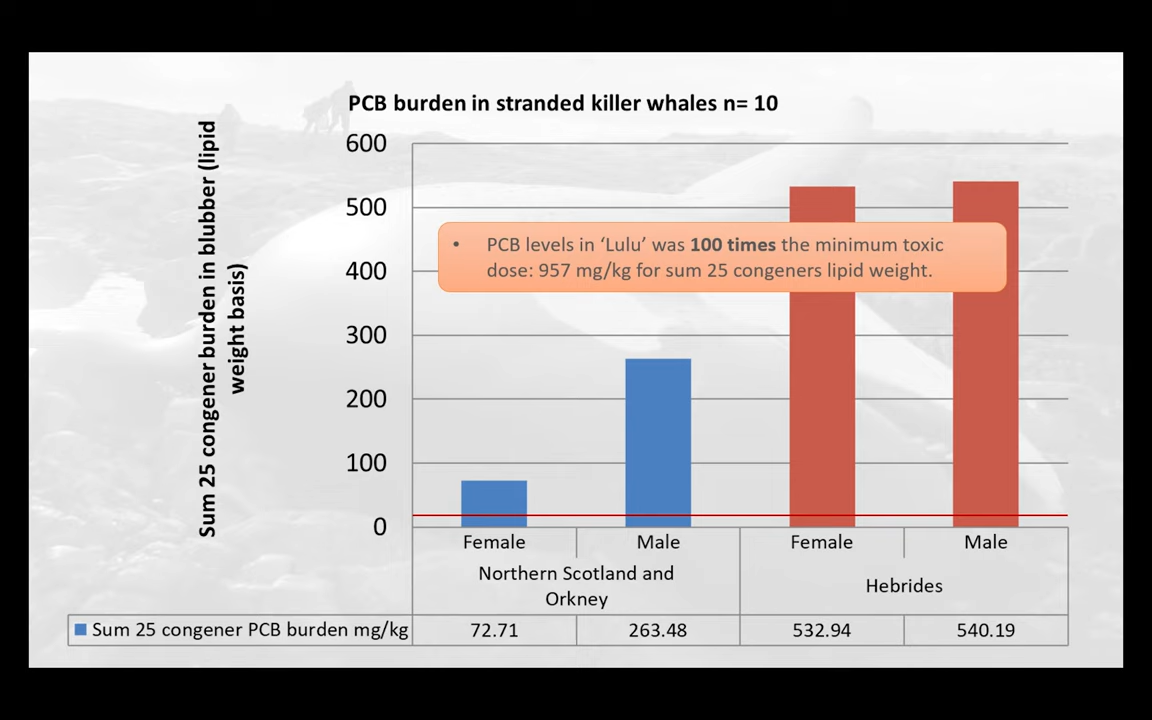 PCB burden in stranded killer whales n= 10
Sum 25 congener burden in blubber (lipid
weight basis)
600
500
400
300
200
100
0
• PCB levels in ‘Lulu’ was 100 times the minimum toxic
dose: 957 mg/kg for sum 25 congeners lipid weight.
Female Male Female Male
Northern Scotland and
Orkney
Hebrides
Sum 25 congener PCB burden mg/kg 72.71 263.48 532.94 540.19